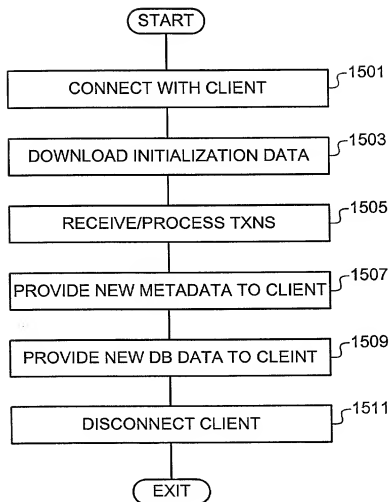 START
CONNECT WITH CLIENT
1501
DOWNLOAD INITIALIZATION DATA
1503
RECEIVE/PROCESS TXNS
1505
PROVIDE NEW METADATA TO CLIENT
1507
PROVIDE NEW DB DATA TO CLEINT
1509
DISCONNECT CLIENT
1511
EXIT